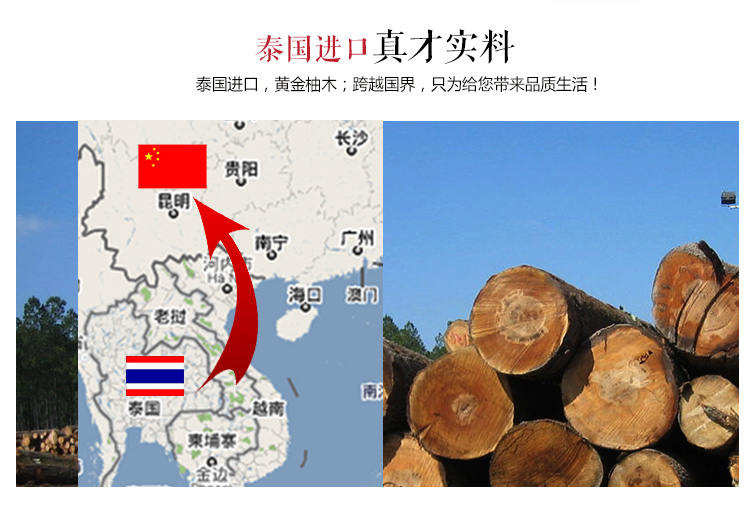 泰国进口真才实料
泰国进口，黄金柚木；跨越国界，只为给您带来品质生活！
长沙
贵阳
昆明
南宁
广州
河内市
Ha N
海口
澳门
老挝
泰国
越南
南
柬埔寨
金边